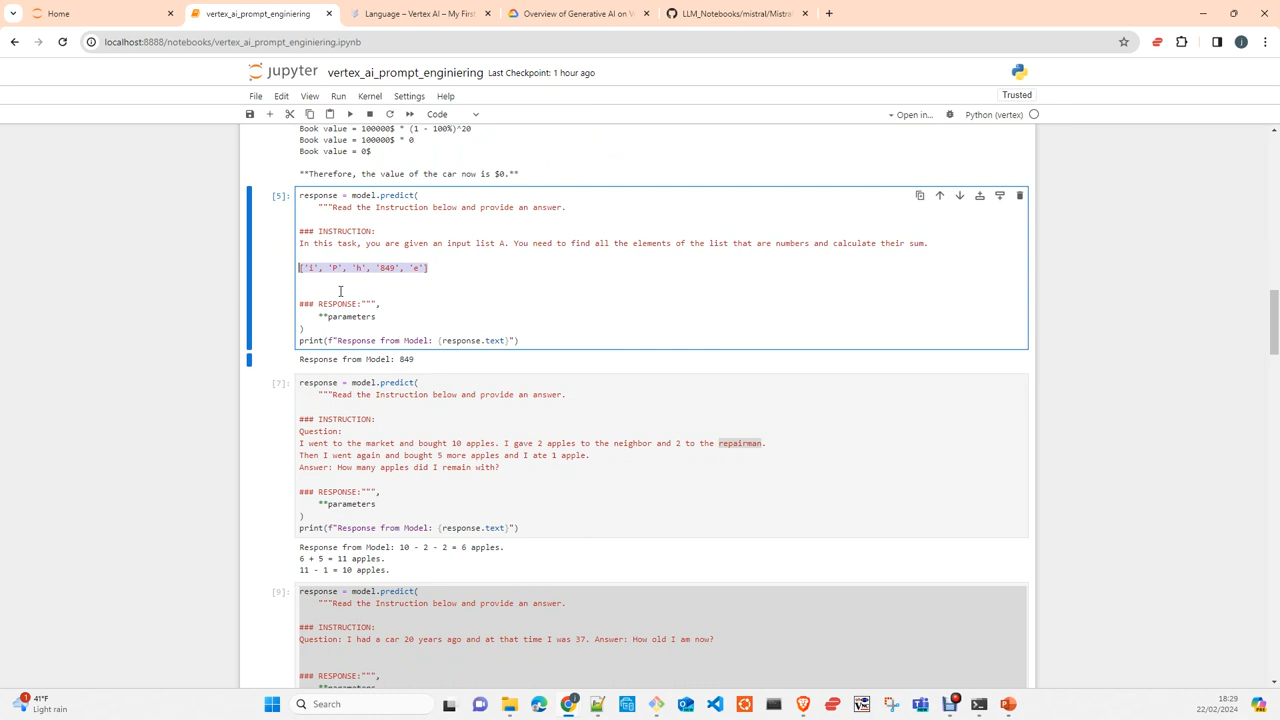 Home
vertex_ai_prompt_enginiering
Language – Vertex AI – My First
Overview of Generative AI on V
LLM_Notebooks/mistral/Mistral
localhost:8888/notebooks/vertex_ai_prompt_enginiering.ipynb
jupyter vertex_ai_prompt_enginiering Last Checkpoint: 1 hour ago
File Edit View Run Kernel Settings Help Trusted
Code Open in... Python (vertex)
Book value = 100000$ * (1 - 100%)^20
Book value = 100000$ * 0
Book value = 0$
**Therefore, the value of the car now is $0.**
[5]: response = model.predict(
"""Read the Instruction below and provide an answer.
### INSTRUCTION:
In this task, you are given an input list A. You need to find all the elements of the list that are numbers and calculate their sum.
['i', 'P', 'h', '849', 'e']
### RESPONSE:""",
**parameters
)
print(f"Response from Model: {response.text}")
Response from Model: 849
[7]: response = model.predict(
"""Read the Instruction below and provide an answer.
### INSTRUCTION:
Question:
I went to the market and bought 10 apples. I gave 2 apples to the neighbor and 2 to the repairman.
Then I went again and bought 5 more apples and I ate 1 apple.
Answer: How many apples did I remain with?
### RESPONSE:""",
**parameters
)
print(f"Response from Model: {response.text}")
Response from Model: 10 - 2 - 2 = 6 apples.
6 + 5 = 11 apples.
11 - 1 = 10 apples.
[9]: response = model.predict(
"""Read the Instruction below and provide an answer.
### INSTRUCTION:
Question: I had a car 20 years ago and at that time I was 37. Answer: How old I am now?
### RESPONSE:""",
**parameters
41°F
Light rain
Search
18:29
22/02/2024